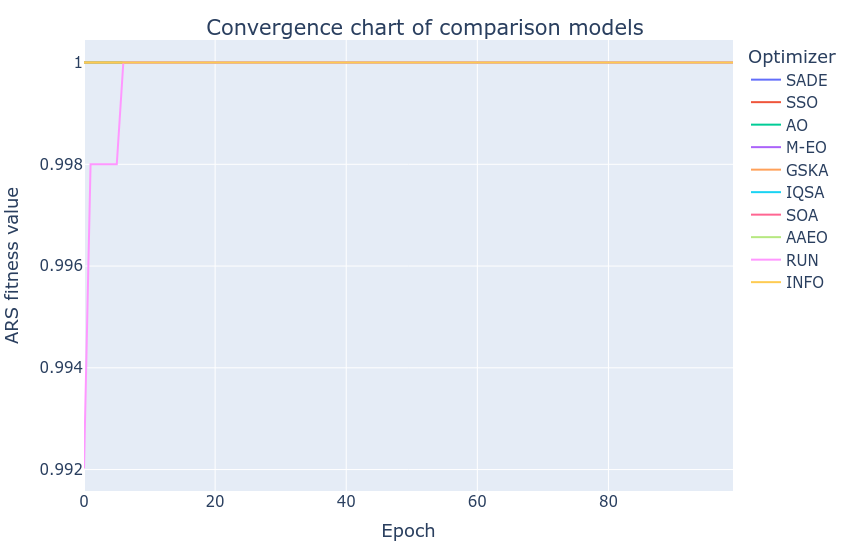 Convergence chart of comparison models
ARS fitness value
1
0.998
0.996
0.994
0.992
0
20
40
60
80
Epoch
Optimizer
SADE
SSO
AO
M-EO
GSKA
IQSA
SOA
AAEO
RUN
INFO